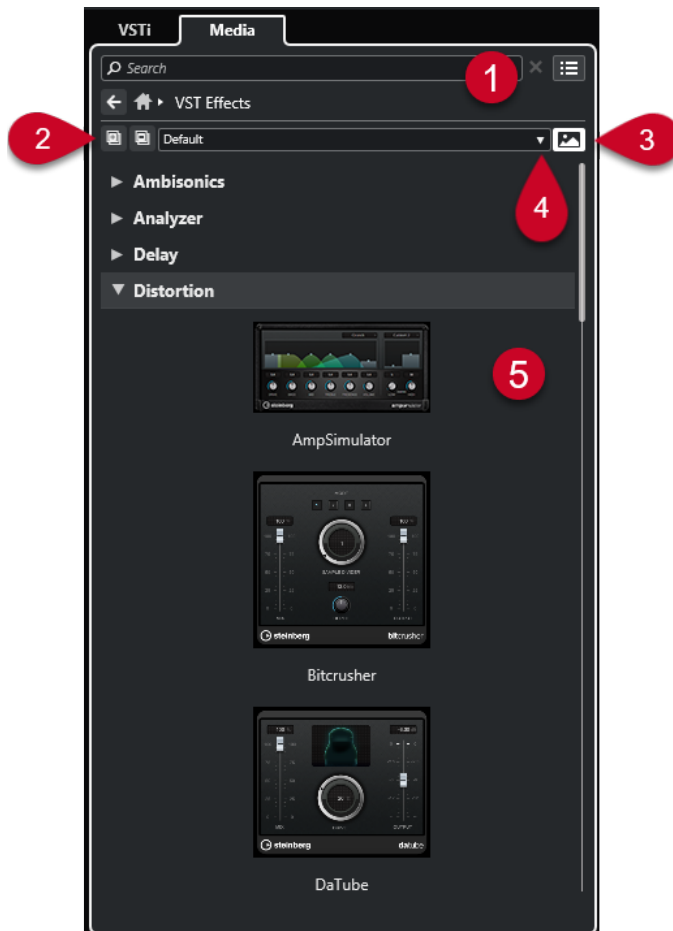 VSTi Media
Search
1
VST Effects
2
Default
3
4
Ambisonics
Analyzer
Delay
Distortion
5
steinberg
AmpSimulator
steinberg bitcrusher
Bitcrusher
steinberg datube
DaTube